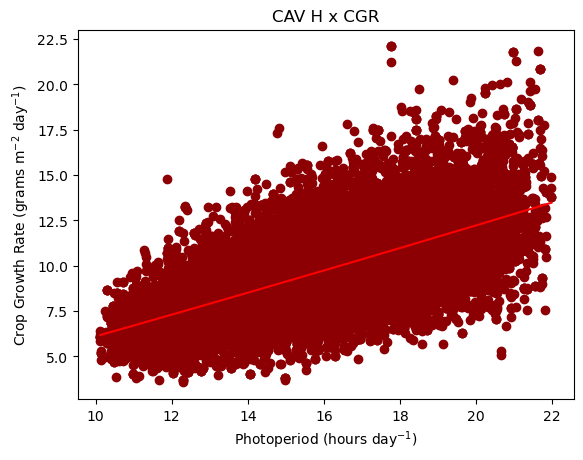 CAV H x CGR
22.5
20.0
17.5
15.0
12.5
10.0
7.5
5.0
Crop Growth Rate (grams m⁻² day⁻¹)
10 12 14 16 18 20 22
Photoperiod (hours day⁻¹)